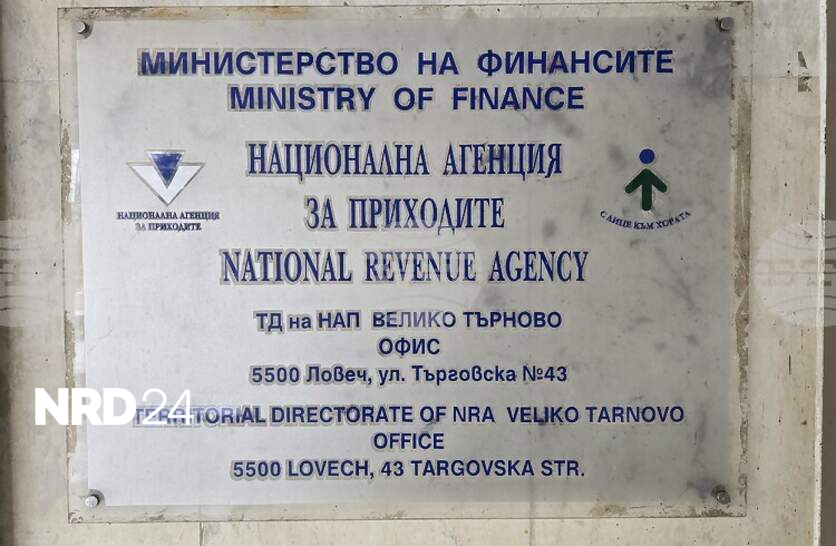 МИНИСТЕРСТВО НА ФИНАНСИТЕ
MINISTRY OF FINANCE
НАЦИОНАЛНА АГЕНЦИЯ
ЗА ПРИХОДИТЕ
NATIONAL REVENUE AGENCY
НАЦИОНАЛНА АГЕНЦИЯ
ЗА ПРИХОДИТЕ
С ЛИЦЕ КЪМ ХОРАТА
ТД на НАП ВЕЛИКО ТЪРНОВО
ОФИС
5500 Ловеч, ул. Търговска №43
TERRITORIAL DIRECTORATE OF NRA VELIKO TARNOVO
OFFICE
5500 LOVECH, 43 TARGOVSKA STR.
NRD24